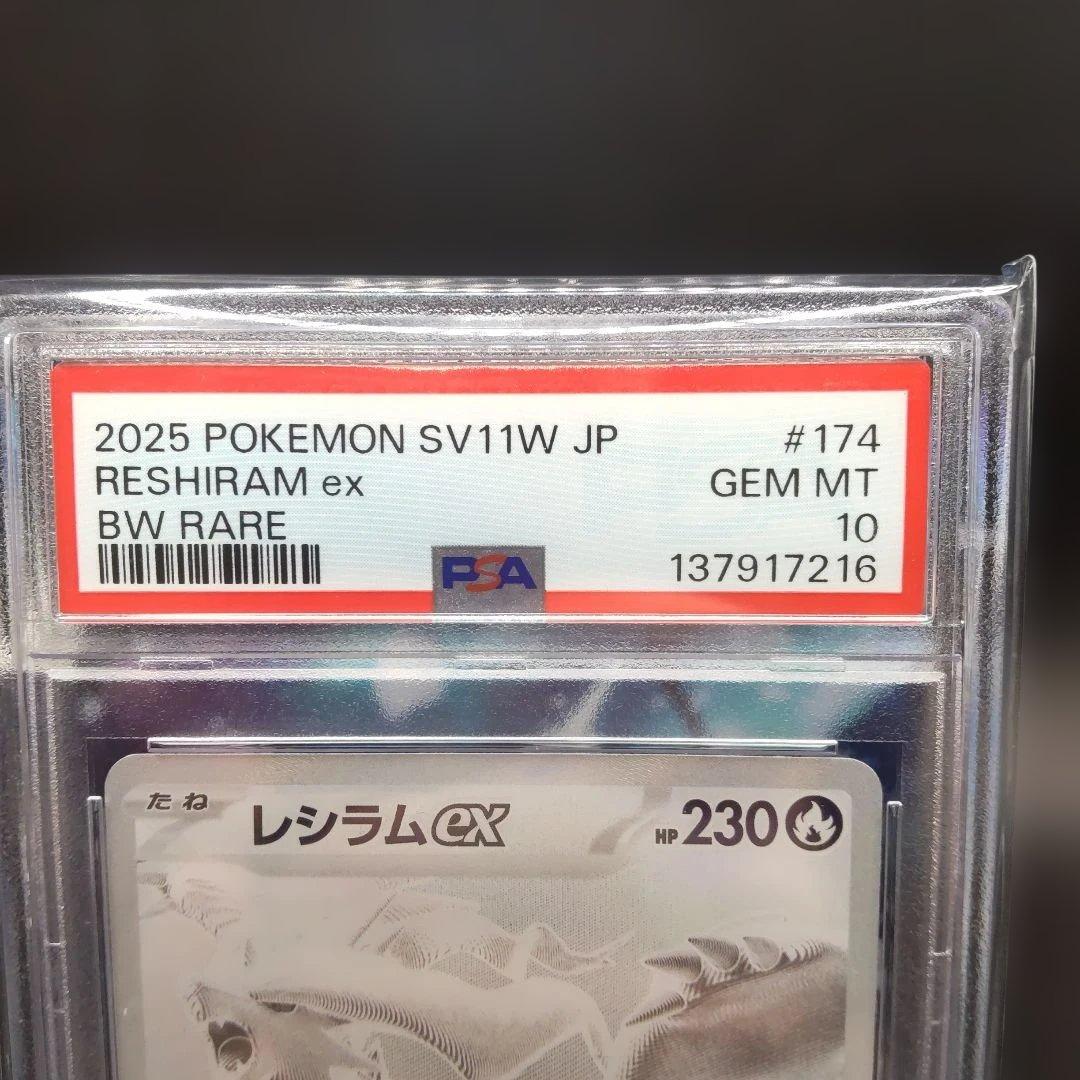 2025 POKEMON SV11W JP #174
RESHIRAM ex GEM MT
BW RARE 10
PSA 137917216
たね レシラムex HP230